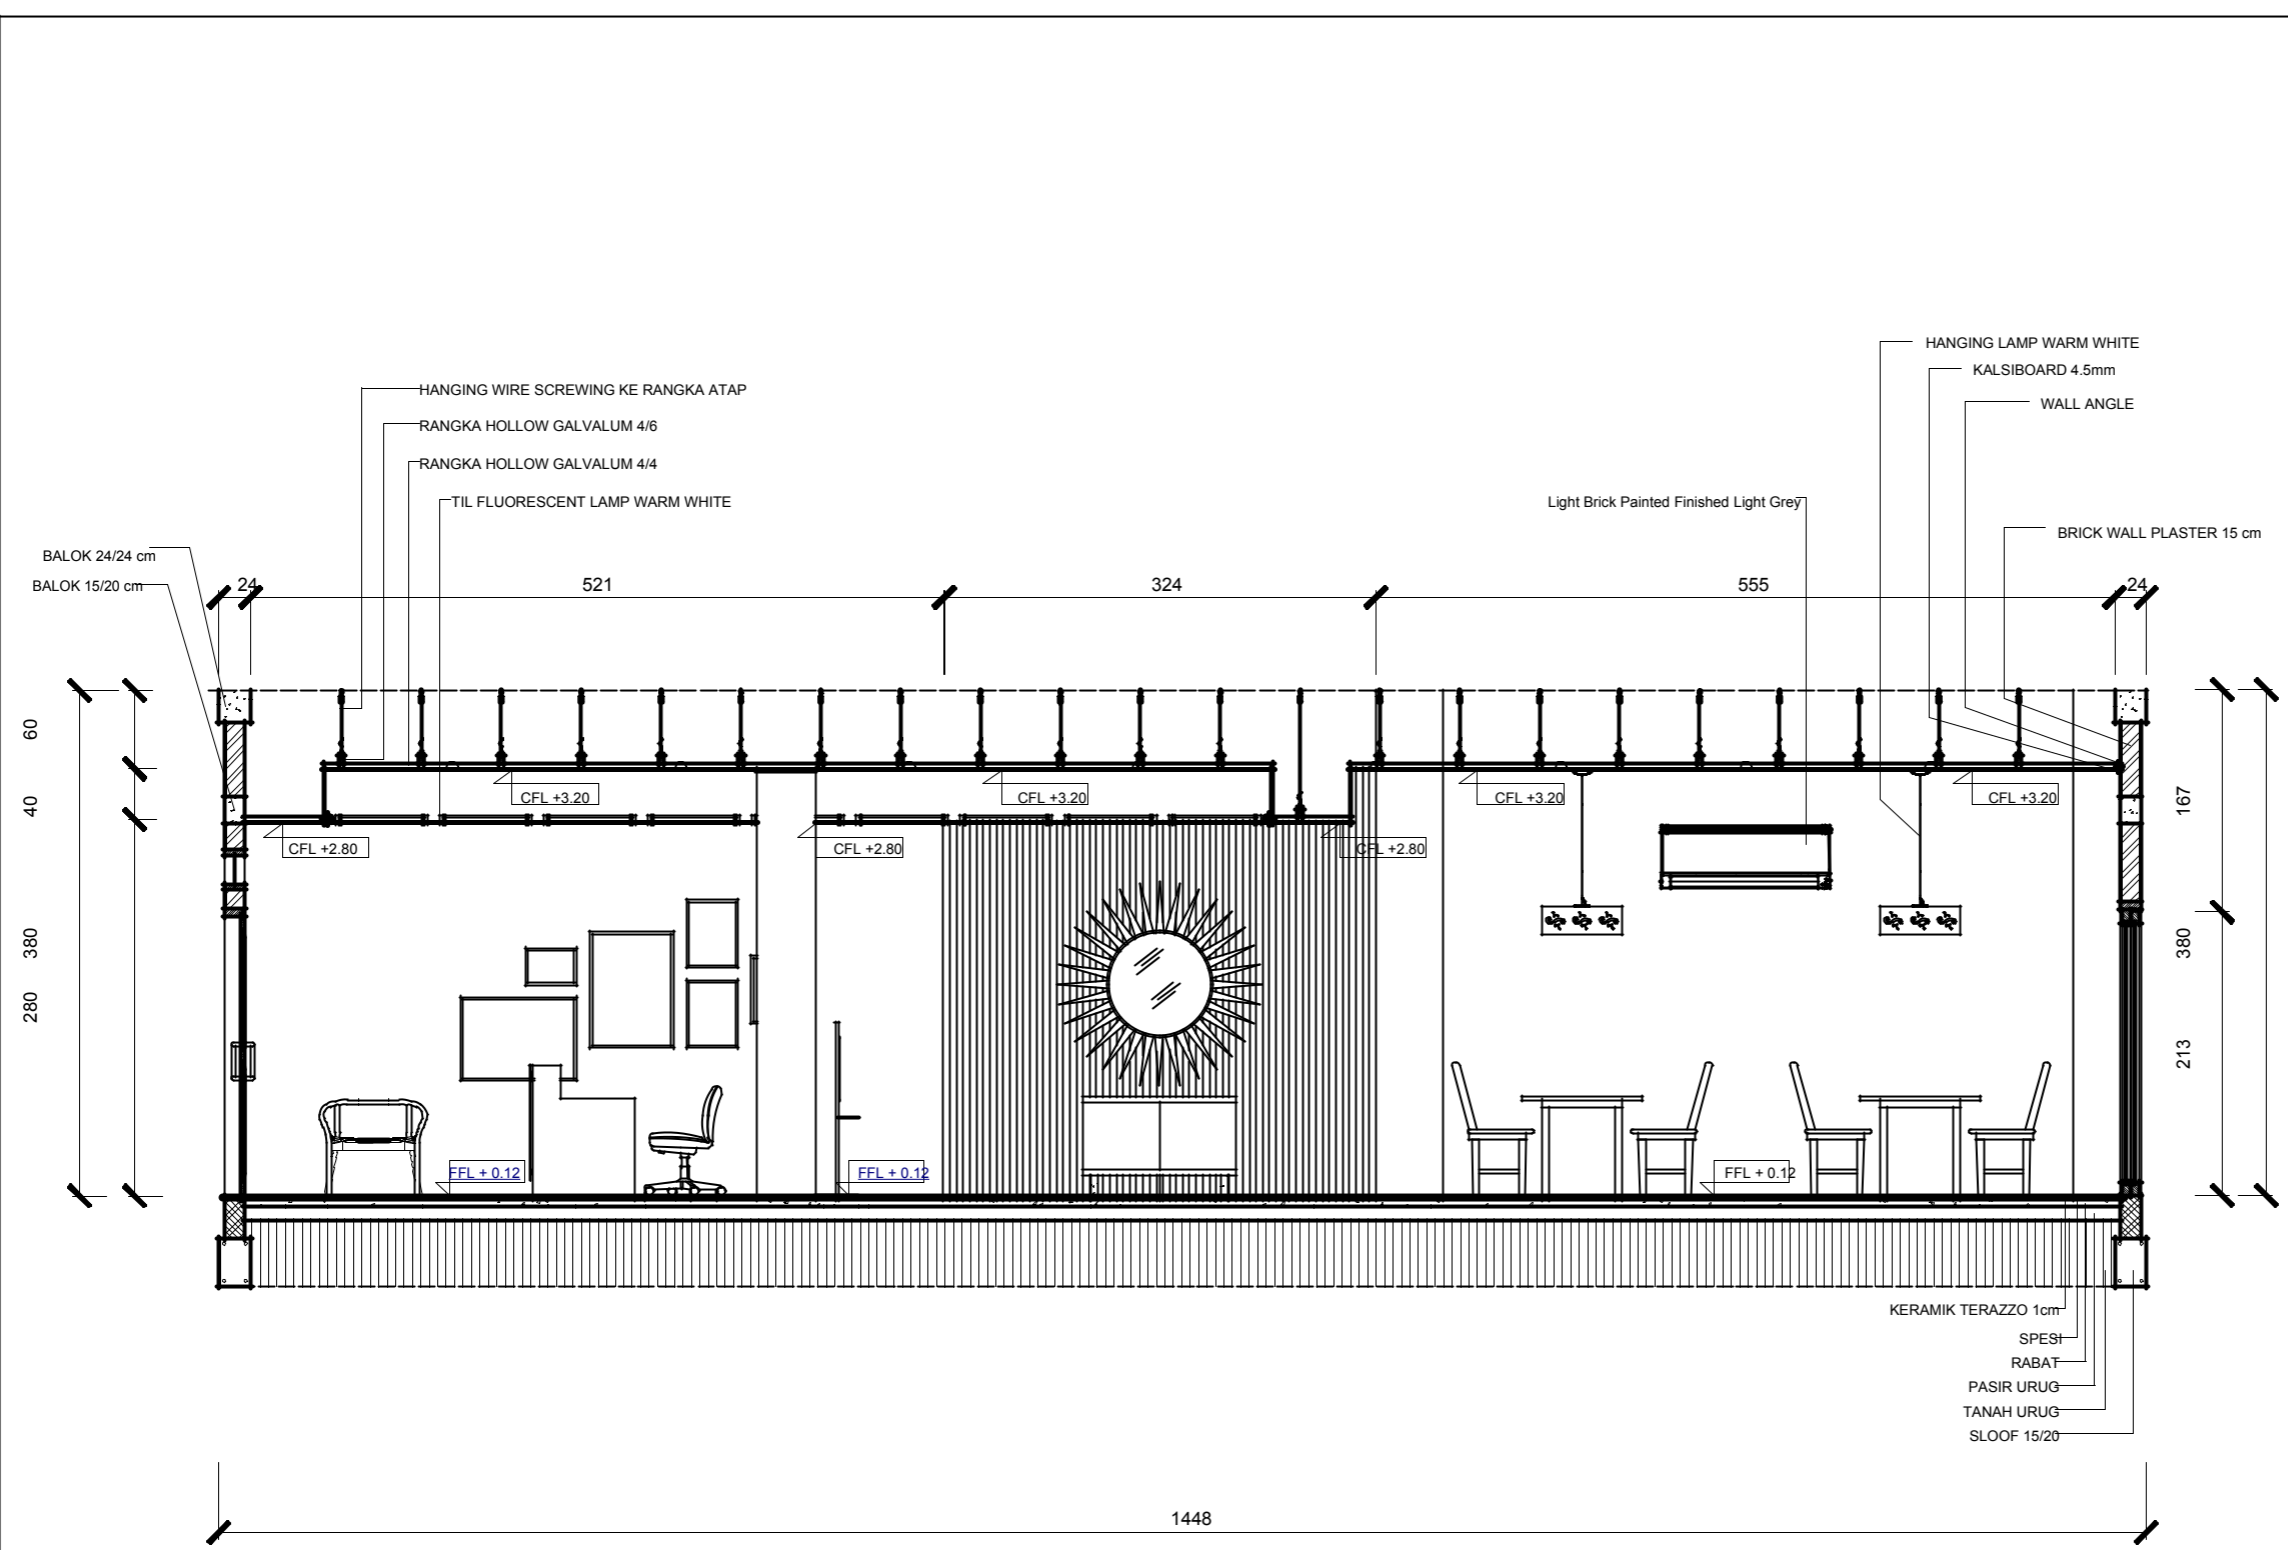 HANGING LAMP WARM WHITE
KALSIBOARD 4.5mm
HANGING WIRE SCREWING KE RANGKA ATAP
WALL ANGLE
RANGKA HOLLOW GALVALUM 4/6
RANGKA HOLLOW GALVALUM 4/4
TIL FLUORESCENT LAMP WARM WHITE
Light Brick Painted Finished Light Grey
BRICK WALL PLASTER 15 cm
BALOK 24/24 cm
BALOK 15/20 cm
24
521
324
555
24
60
40
380
280
167
380
213
CFL +3.20
CFL +3.20
CFL +3.20
CFL +3.20
CFL +2.80
CFL +2.80
CFL +2.80
FFL + 0.12
FFL + 0.12
FFL + 0.12
KERAMIK TERAZZO 1cm
SPESI
RABAT
PASIR URUG
TANAH URUG
SLOOF 15/20
1448